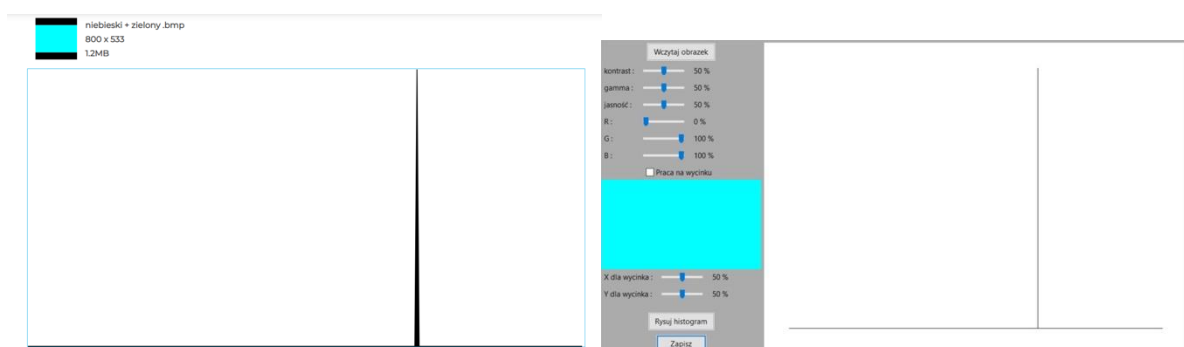 niebieski + zielony .bmp
800 x 533
1.2MB
Wczytaj obrazek
kontrast : 50 %
gamma : 50 %
jasność : 50 %
R : 0 %
G : 100 %
B : 100 %
Praca na wycinku
X dla wycinka : 50 %
Y dla wycinka : 50 %
Rysuj histogram
Zapisz